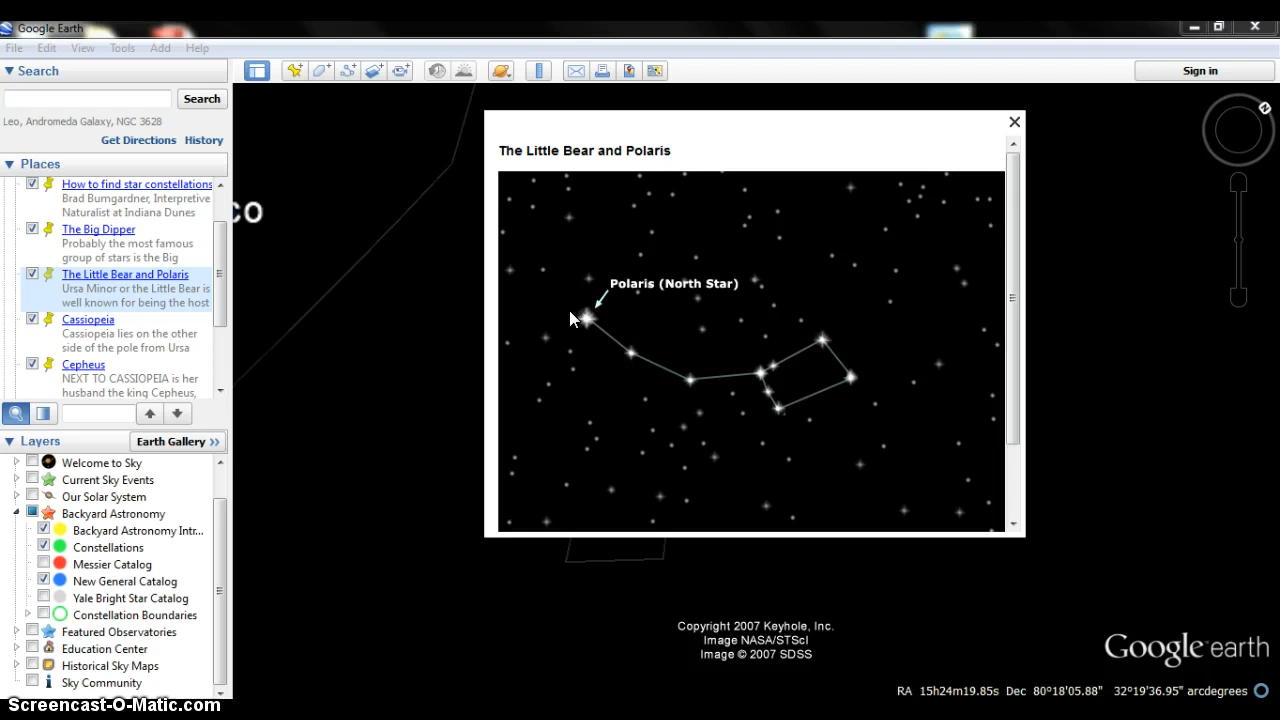 Google Earth
File Edit View Tools Add Help
Search
Sign in
Search
Leo, Andromeda Galaxy, NGC 3628
Get Directions History
Places
How to find star constellations
Brad Bumgardner, Interpretive
Naturalist at Indiana Dunes
The Big Dipper
Probably the most famous
group of stars is the Big
The Little Bear and Polaris
Ursa Minor or the Little Bear is
well known for being the host
Cassiopeia
Cassiopeia lies on the other
side of the pole from Ursa
Cepheus
NEXT TO CASSIOPEIA is her
husband the king Cepheus,
Layers
Earth Gallery >>
Welcome to Sky
Current Sky Events
Our Solar System
Backyard Astronomy
Backyard Astronomy Intr...
Constellations
Messier Catalog
New General Catalog
Yale Bright Star Catalog
Constellation Boundaries
Featured Observatories
Education Center
Historical Sky Maps
Sky Community
co
The Little Bear and Polaris
Polaris (North Star)
Copyright 2007 Keyhole, Inc.
Image NASA/STScI
Image © 2007 SDSS
Google earth
RA 15h24m19.85s Dec 80°18'05.88" 32°19'36.95" arcdegrees
Screencast-O-Matic.com